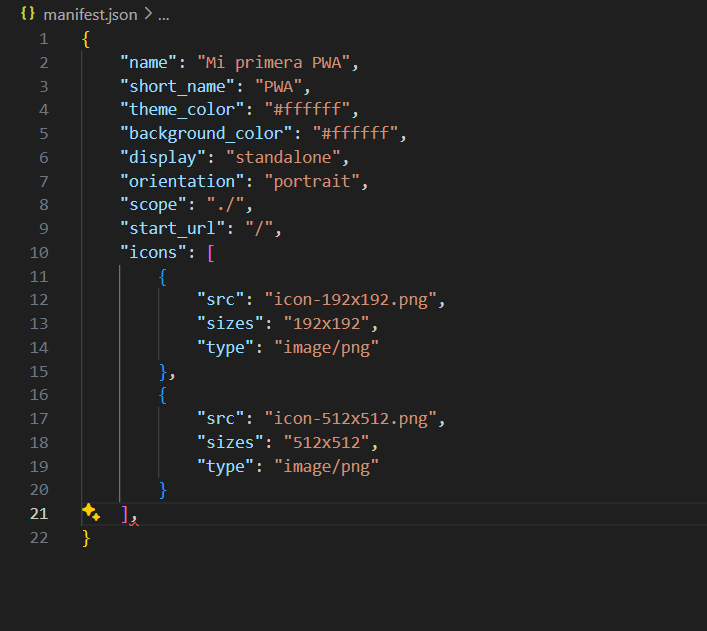 {} manifest.json > ...
1 {
2     "name": "Mi primera PWA",
3     "short_name": "PWA",
4     "theme_color": "#ffffff",
5     "background_color": "#ffffff",
6     "display": "standalone",
7     "orientation": "portrait",
8     "scope": "./",
9     "start_url": "/",
10     "icons": [
11         {
12             "src": "icon-192x192.png",
13             "sizes": "192x192",
14             "type": "image/png"
15         },
16         {
17             "src": "icon-512x512.png",
18             "sizes": "512x512",
19             "type": "image/png"
20         }
21     ],
22 }